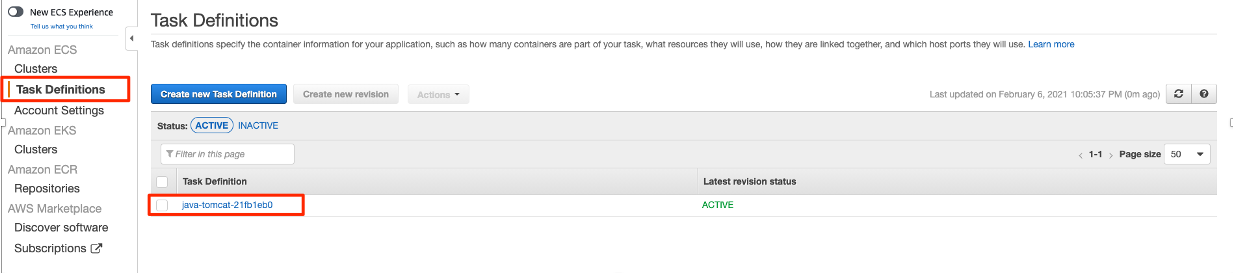 New ECS Experience
Tell us what you think
Amazon ECS
Clusters
Task Definitions
Account Settings
Amazon EKS
Clusters
Amazon ECR
Repositories
AWS Marketplace
Discover software
Subscriptions
Task Definitions
Task definitions specify the container information for your application, such as how many containers are part of your task, what resources they will use, how they are linked together, and which host ports they will use. Learn more
Create new Task Definition Create new revision Actions Last updated on February 6, 2021 10:05:37 PM (0m ago)
Status: ACTIVE INACTIVE
Filter in this page < 1-1 > Page size 50
Task Definition Latest revision status
java-tomcat-21fb1eb0 ACTIVE